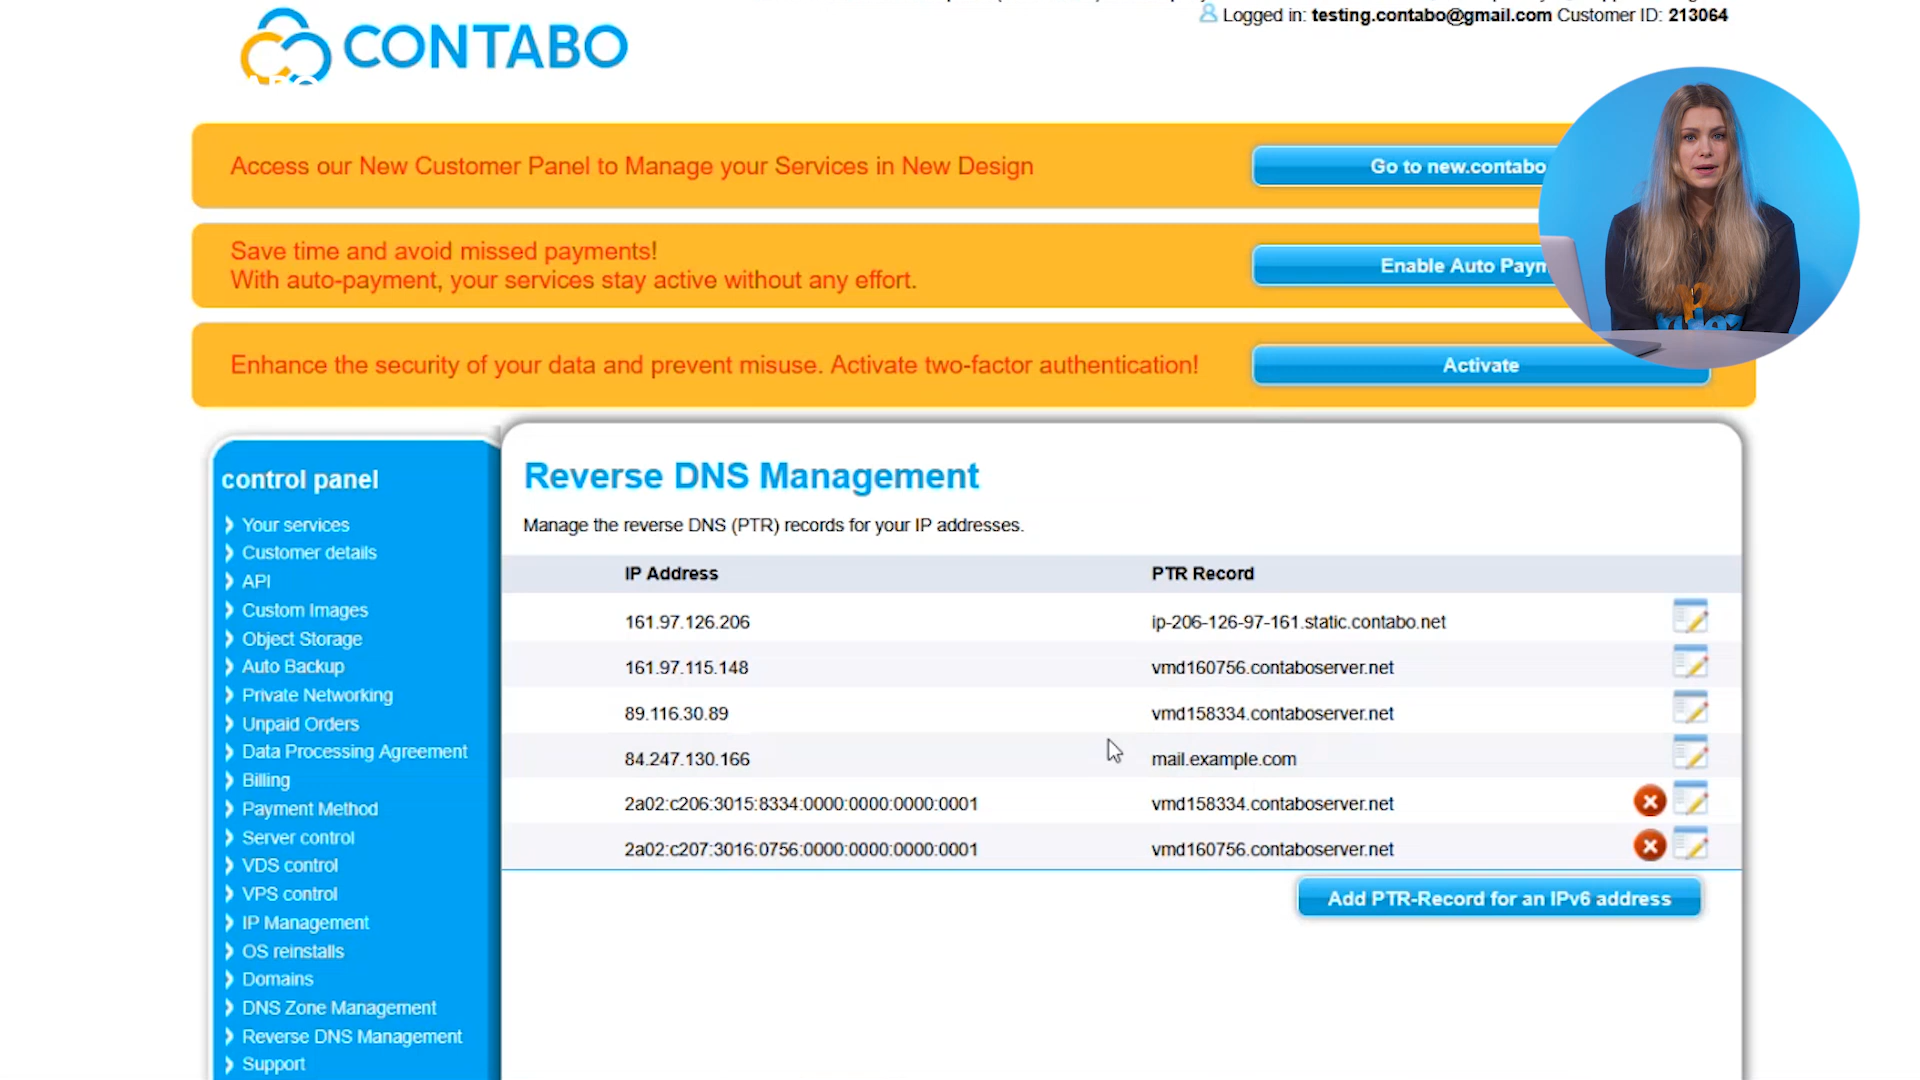 Logged in: testing.contabo@gmail.com Customer ID: 213064
CONTABO
Access our New Customer Panel to Manage your Services in New Design
Go to new.contabo
Save time and avoid missed payments!
With auto-payment, your services stay active without any effort.
Enable Auto Paym
Enhance the security of your data and prevent misuse. Activate two-factor authentication!
Activate
control panel
Your services
Customer details
API
Custom Images
Object Storage
Auto Backup
Private Networking
Unpaid Orders
Data Processing Agreement
Billing
Payment Method
Server control
VDS control
VPS control
IP Management
OS reinstalls
Domains
DNS Zone Management
Reverse DNS Management
Support
Reverse DNS Management
Manage the reverse DNS (PTR) records for your IP addresses.
IP Address PTR Record
161.97.126.206 ip-206-126-97-161.static.contabo.net
161.97.115.148 vmd160756.contaboserver.net
89.116.30.89 vmd158334.contaboserver.net
84.247.130.166 mail.example.com
2a02:c206:3015:8334:0000:0000:0000:0001 vmd158334.contaboserver.net
2a02:c207:3016:0756:0000:0000:0000:0001 vmd160756.contaboserver.net
Add PTR-Record for an IPv6 address